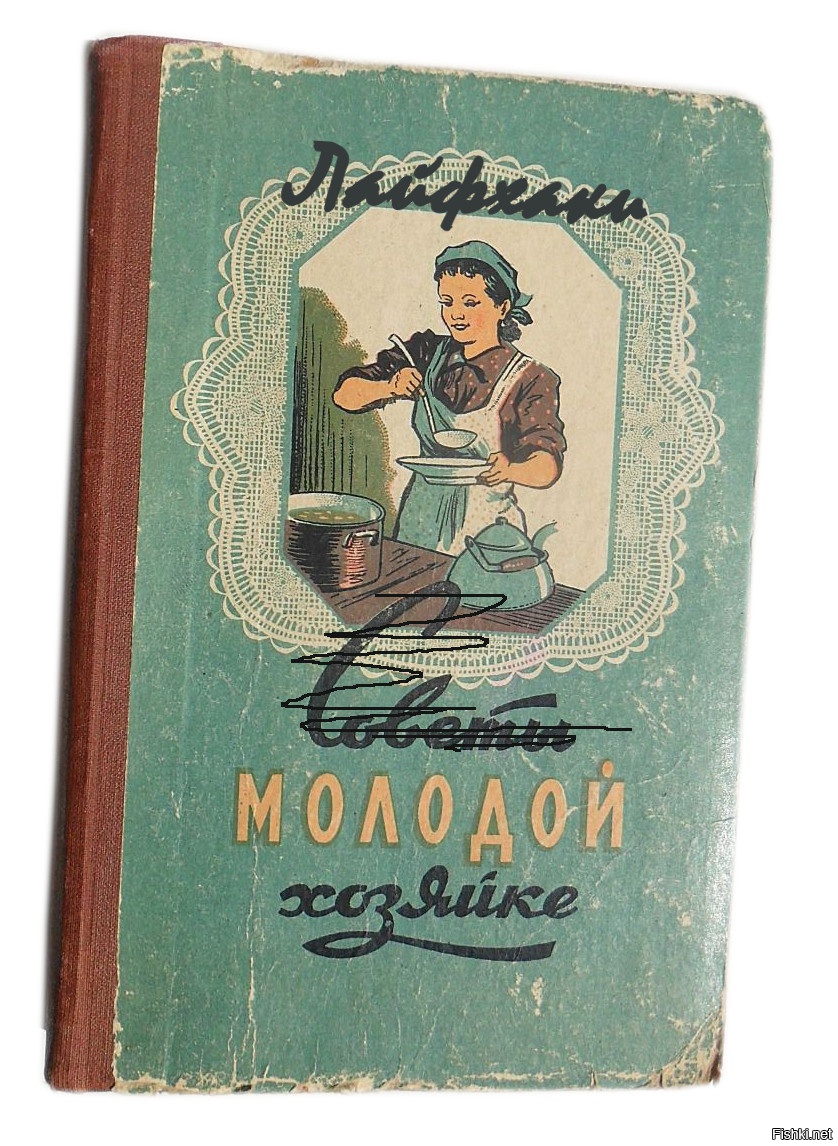 Лайфхаки
Советы
МОЛОДОЙ
хозяйке
Fishki.net